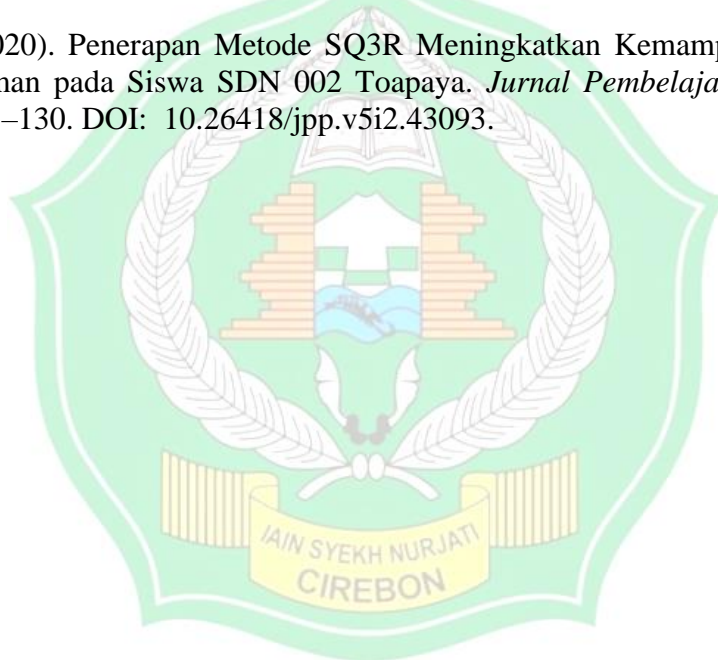 020). Penerapan Metode SQ3R Meningkatkan Kemamp
man pada Siswa SDN 002 Toapaya. Jurnal Pembelaja
–130. DOI: 10.26418/jpp.v5i2.43093.
IAIN SYEKH NURJATI
CIREBON